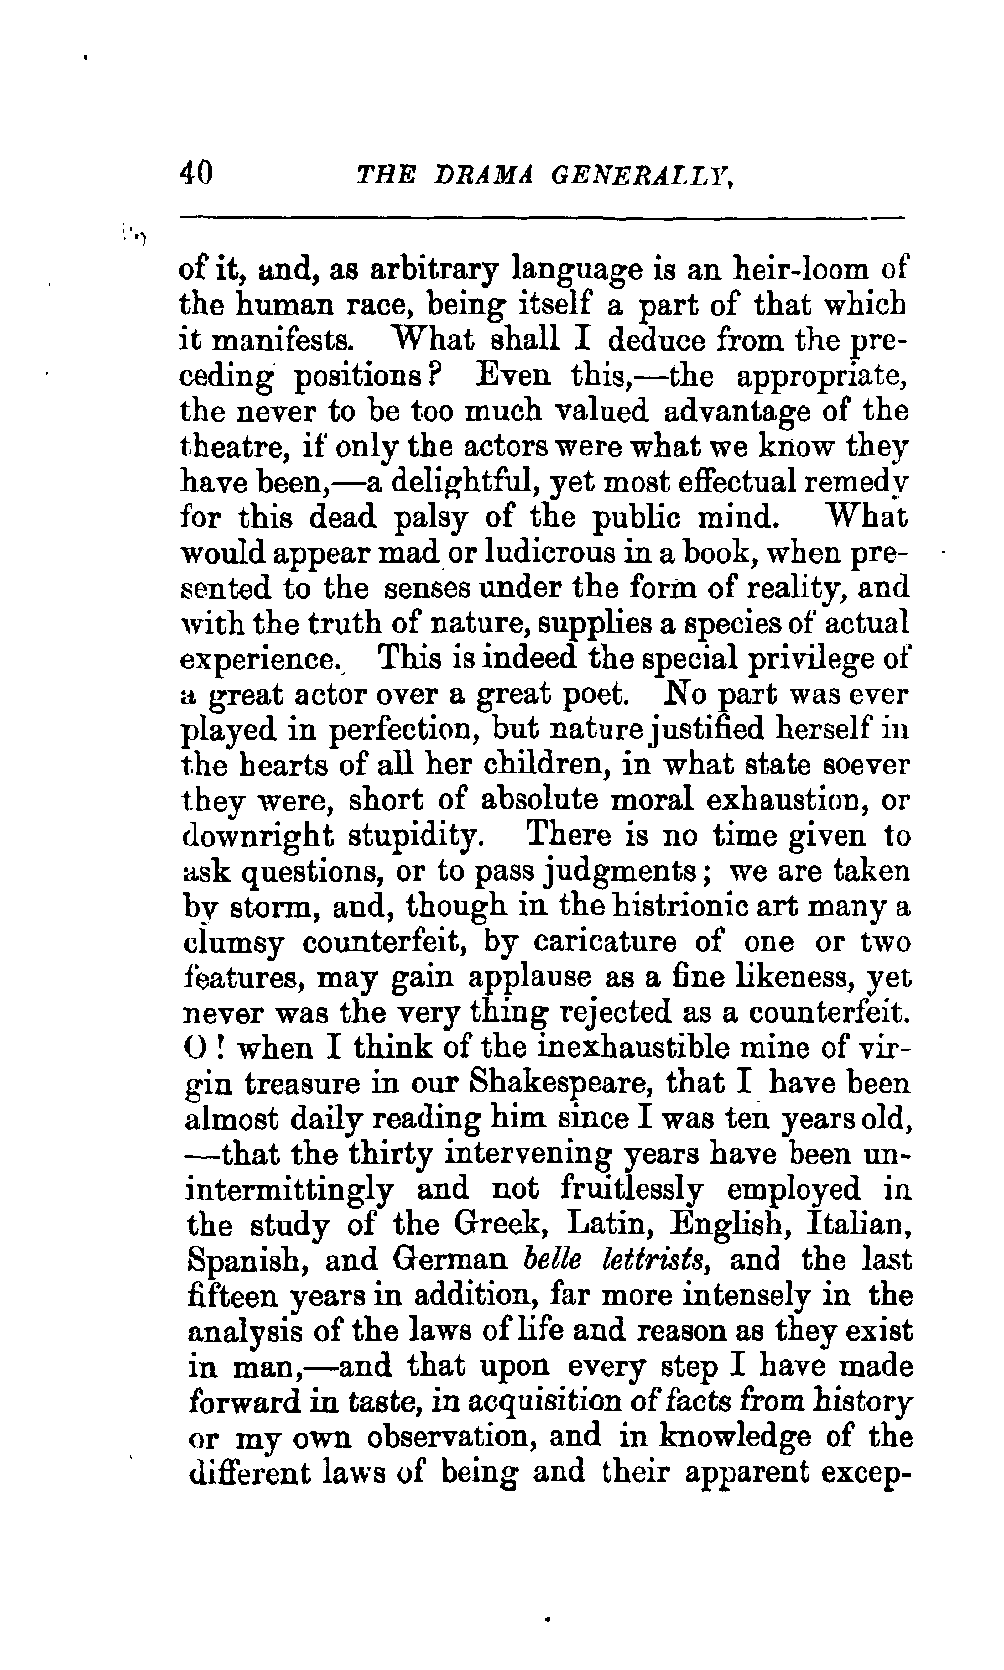 40 THE DRAMA GENERALLY,
of it, and, as arbitrary language is an heir-loom of
the human race, being itself a part of that which
it manifests. What shall I deduce from the pre-
ceding positions? Even this,—the appropriate,
the never to be too much valued advantage of the
theatre, if only the actors were what we know they
have been,—a delightful, yet most effectual remedy
for this dead palsy of the public mind. What
would appear mad or ludicrous in a book, when pre-
sented to the senses under the form of reality, and
with the truth of nature, supplies a species of actual
experience. This is indeed the special privilege of
a great actor over a great poet. No part was ever
played in perfection, but nature justified herself in
the hearts of all her children, in what state soever
they were, short of absolute moral exhaustion, or
downright stupidity. There is no time given to
ask questions, or to pass judgments; we are taken
by storm, and, though in the histrionic art many a
clumsy counterfeit, by caricature of one or two
features, may gain applause as a fine likeness, yet
never was the very thing rejected as a counterfeit.
O! when I think of the inexhaustible mine of vir-
gin treasure in our Shakespeare, that I have been
almost daily reading him since I was ten years old,
—that the thirty intervening years have been un-
intermittingly and not fruitlessly employed in
the study of the Greek, Latin, English, Italian,
Spanish, and German belle lettrists, and the last
fifteen years in addition, far more intensely in the
analysis of the laws of life and reason as they exist
in man,—and that upon every step I have made
forward in taste, in acquisition of facts from history
or my own observation, and in knowledge of the
different laws of being and their apparent excep-